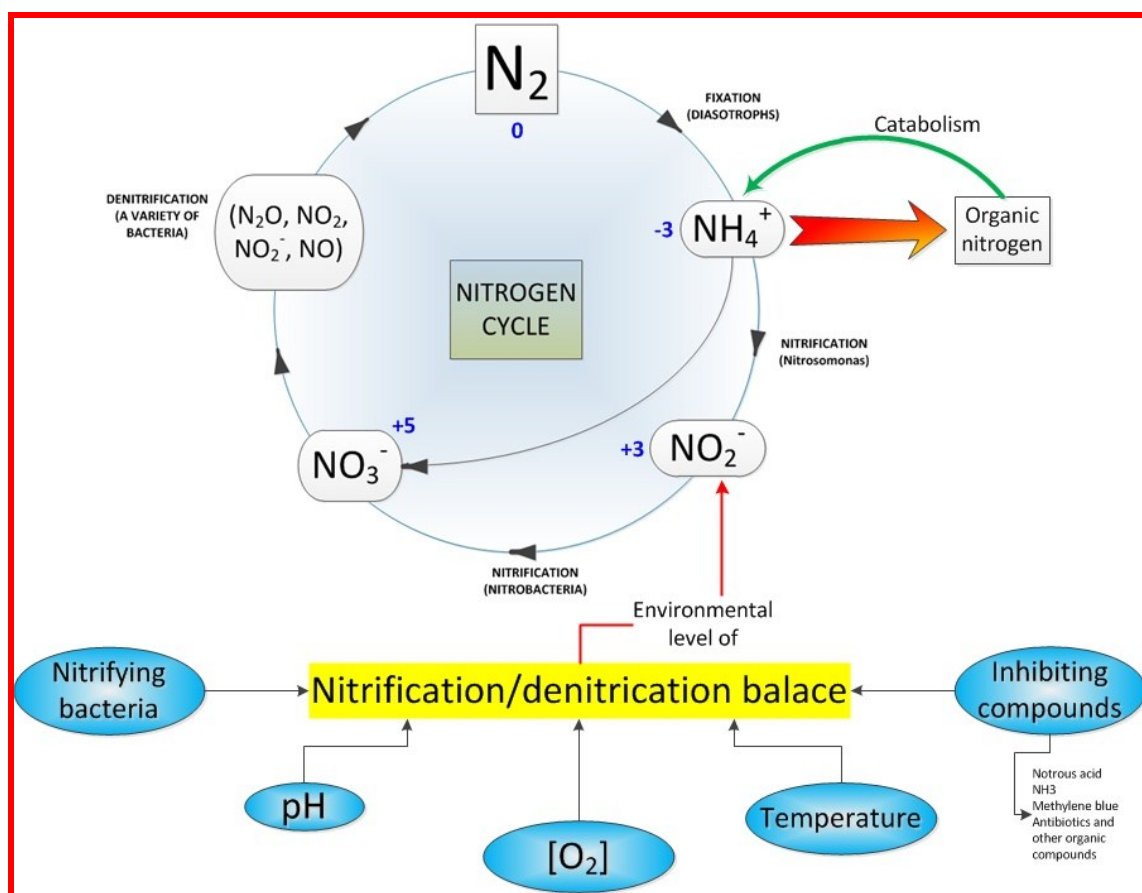 N₂
0
FIXATION
(DIASOTROPHS)
Catabolism
DENITRIFICATION
(A VARIETY OF
BACTERIA)
(N₂O, NO₂,
NO₂⁻, NO)
-3
NH₄⁺
Organic
nitrogen
NITROGEN
CYCLE
NITRIFICATION
(Nitrosomonas)
+5
NO₃⁻
+3
NO₂⁻
NITRIFICATION
(NITROBACTERIA)
Environmental
level of
Nitrifying
bacteria
Nitrification/denitrication balace
Inhibiting
compounds
pH
[O₂]
Temperature
Notrous acid
NH3
Methylene blue
Antibiotics and
other organic
compounds